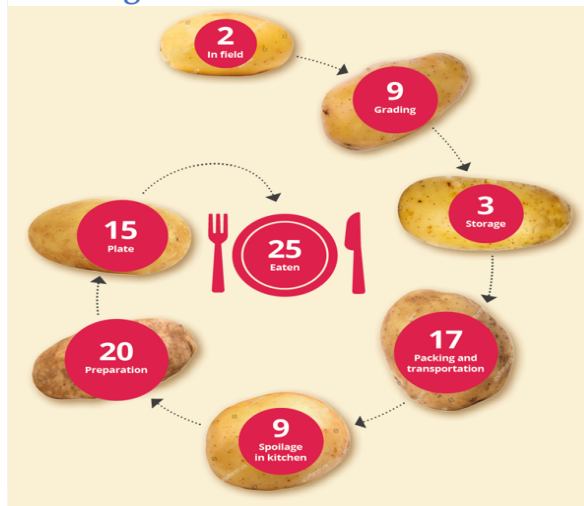 2
In field
9
Grading
3
Storage
17
Packing and
transportation
9
Spoilage
in kitchen
20
Preparation
15
Plate
25
Eaten